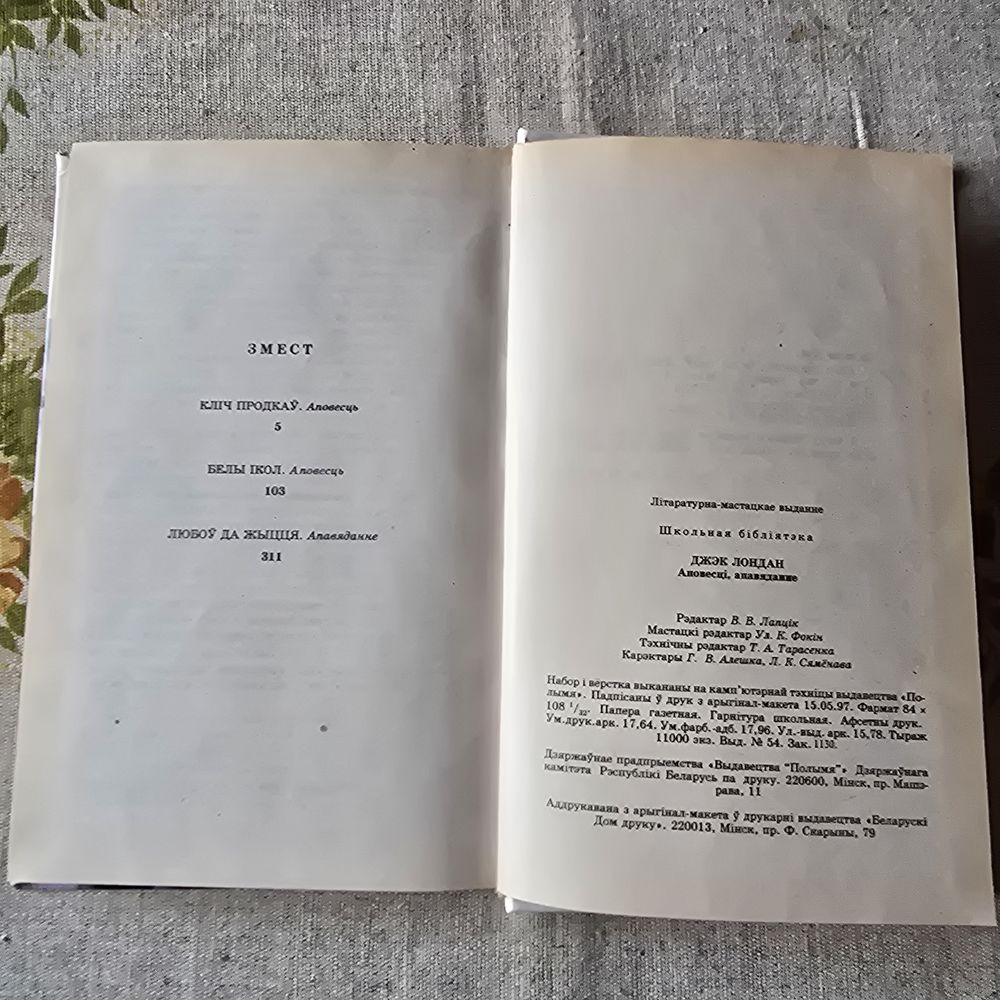 ЗМЕСТ
КЛІЧ ПРОДКАЎ. Аповесць
5
БЕЛЫ ІКОЛ. Аповесць
103
ЛЮБОЎ ДА ЖЫЦЦЯ. Апавяданне
311
Літаратурна-мастацкае выданне
Школьная бібліятэка
ДЖЭК ЛОНДАН
Аповесці, апавяданне
Рэдактар В. В. Лапцік
Мастацкі рэдактар Ул. К. Фокін
Тэхнічны рэдактар Т. А. Тарасенка
Карэктары Г. В. Алешка, Л. К. Сямёнава
Набор і вёрстка выкананы на камп'ютэрнай тэхніцы выдавецтва «По-
лымя». Падпісаны ў друк з арыгінал-макета 15.05.97. Фармат 84 ×
108 1/32. Папера газетная. Гарнітура школьная. Афсетны друк.
Ум.друк.арк. 17,64. Ум.фарб.-адб. 17,96. Ул.-выд. арк. 15,78. Тыраж
11000 экз. Выд. № 54. Зак. 1130.
Дзяржаўнае прадпрыемства «Выдавецтва "Полымя"» Дзяржаўнага
камітэта Рэспублікі Беларусь па друку. 220600, Мінск, пр. Машэ-
рава, 11
Аддрукавана з арыгінал-макета ў друкарні выдавецтва «Беларускі
Дом друку». 220013, Мінск, пр. Ф. Скарыны, 79